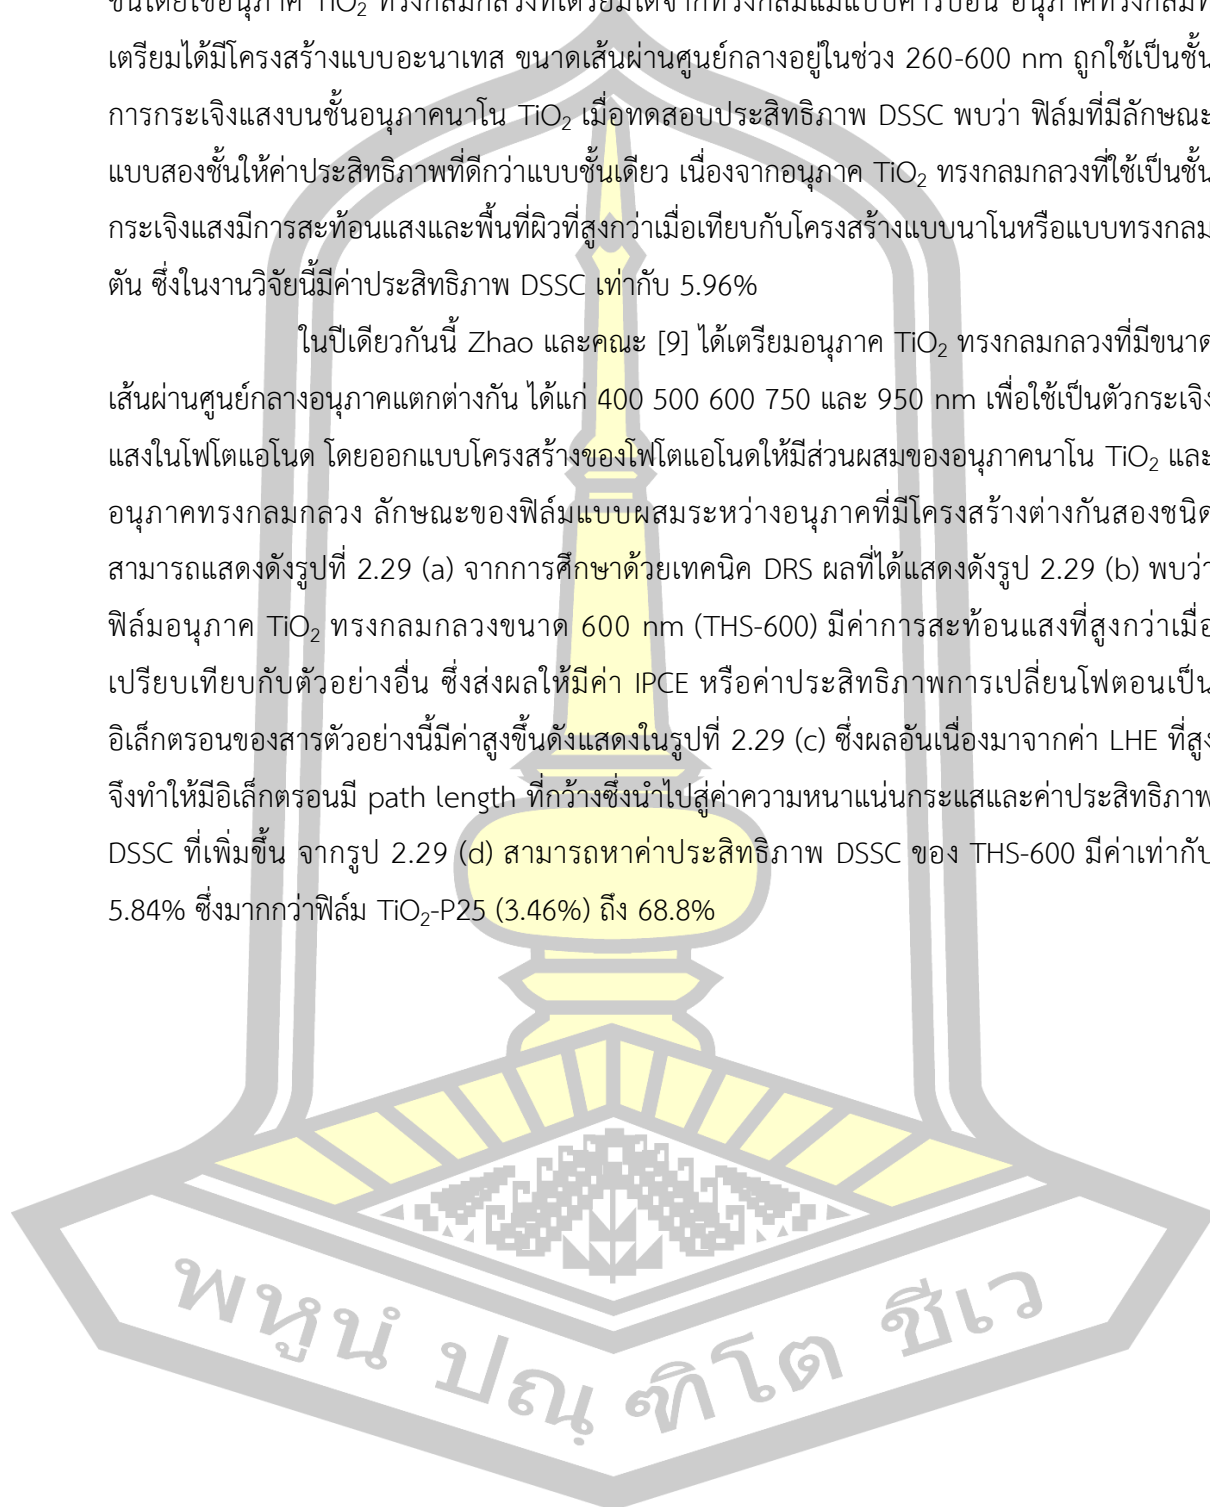 ขึ้นโดยใช้อนุภาค TiO₂ ทรงกลมกลวงที่เตรียมได้จากทรงกลมแม่แบบคาร์บอน อนุภาคทรงกลมที่
เตรียมได้มีโครงสร้างแบบอะนาเทส ขนาดเส้นผ่านศูนย์กลางอยู่ในช่วง 260-600 nm ถูกใช้เป็นชั้น
การกระเจิงแสงบนชั้นอนุภาคนาโน TiO₂ เมื่อทดสอบประสิทธิภาพ DSSC พบว่า ฟิล์มที่มีลักษณะ
แบบสองชั้นให้ค่าประสิทธิภาพที่ดีกว่าแบบชั้นเดียว เนื่องจากอนุภาค TiO₂ ทรงกลมกลวงที่ใช้เป็นชั้น
กระเจิงแสงมีการสะท้อนแสงและพื้นที่ผิวที่สูงกว่าเมื่อเทียบกับโครงสร้างแบบนาโนหรือแบบทรงกลม
ตัน ซึ่งในงานวิจัยนี้มีค่าประสิทธิภาพ DSSC เท่ากับ 5.96%
ในปีเดียวกันนี้ Zhao และคณะ [9] ได้เตรียมอนุภาค TiO₂ ทรงกลมกลวงที่มีขนาด
เส้นผ่านศูนย์กลางอนุภาคแตกต่างกัน ได้แก่ 400 500 600 750 และ 950 nm เพื่อใช้เป็นตัวกระเจิง
แสงในโฟโตแอโนด โดยออกแบบโครงสร้างของโฟโตแอโนดให้มีส่วนผสมของอนุภาคนาโน TiO₂ และ
อนุภาคทรงกลมกลวง ลักษณะของฟิล์มแบบผสมระหว่างอนุภาคที่มีโครงสร้างต่างกันสองชนิด
สามารถแสดงดังรูปที่ 2.29 (a) จากการศึกษาด้วยเทคนิค DRS ผลที่ได้แสดงดังรูป 2.29 (b) พบว่า
ฟิล์มอนุภาค TiO₂ ทรงกลมกลวงขนาด 600 nm (THS-600) มีค่าการสะท้อนแสงที่สูงกว่าเมื่อ
เปรียบเทียบกับตัวอย่างอื่น ซึ่งส่งผลให้มีค่า IPCE หรือค่าประสิทธิภาพการเปลี่ยนโฟตอนเป็น
อิเล็กตรอนของสารตัวอย่างนี้มีค่าสูงขึ้นดังแสดงในรูปที่ 2.29 (c) ซึ่งผลอันเนื่องมาจากค่า LHE ที่สูง
จึงทำให้มีอิเล็กตรอนมี path length ที่กว้างซึ่งนำไปสู่ค่าความหนาแน่นกระแสและค่าประสิทธิภาพ
DSSC ที่เพิ่มขึ้น จากรูป 2.29 (d) สามารถหาค่าประสิทธิภาพ DSSC ของ THS-600 มีค่าเท่ากับ
5.84% ซึ่งมากกว่าฟิล์ม TiO₂-P25 (3.46%) ถึง 68.8%
พหูนํ ปณฺฑิโต ชีเว